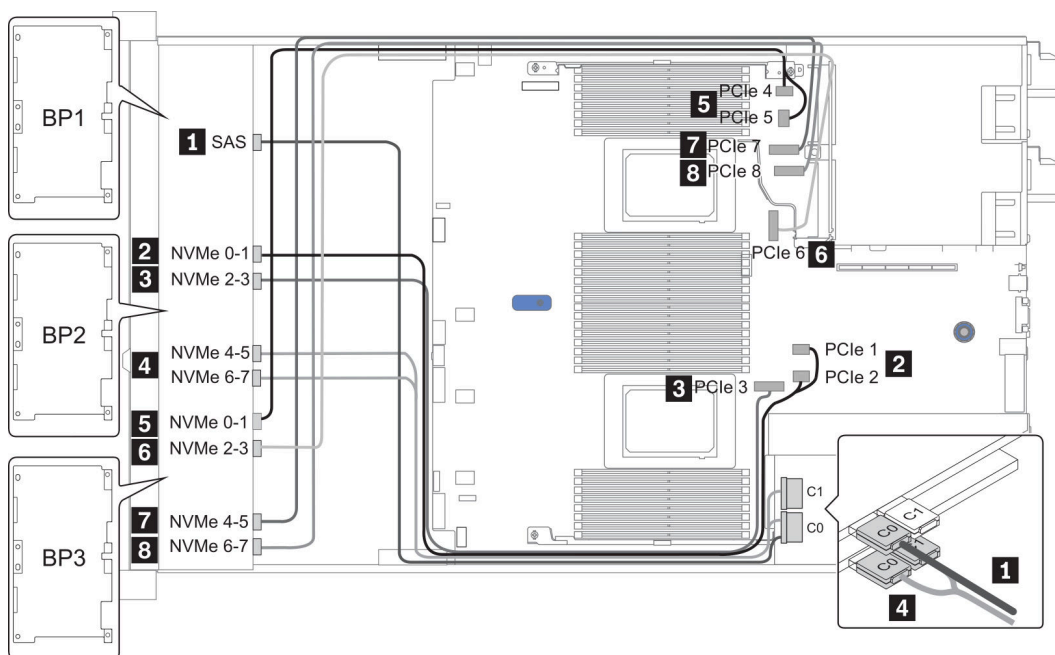 BP1
1 SAS
2 NVMe 0-1
3 NVMe 2-3
BP2
4 NVMe 4-5
NVMe 6-7
5 NVMe 0-1
6 NVMe 2-3
BP3
7 NVMe 4-5
8 NVMe 6-7
PCIe 4
5
PCIe 5
7 PCIe 7
8 PCIe 8
PCIe 6 6
PCIe 1
2
PCIe 2
3 PCIe 3
C1
C0
C1
C0
C0
1
4